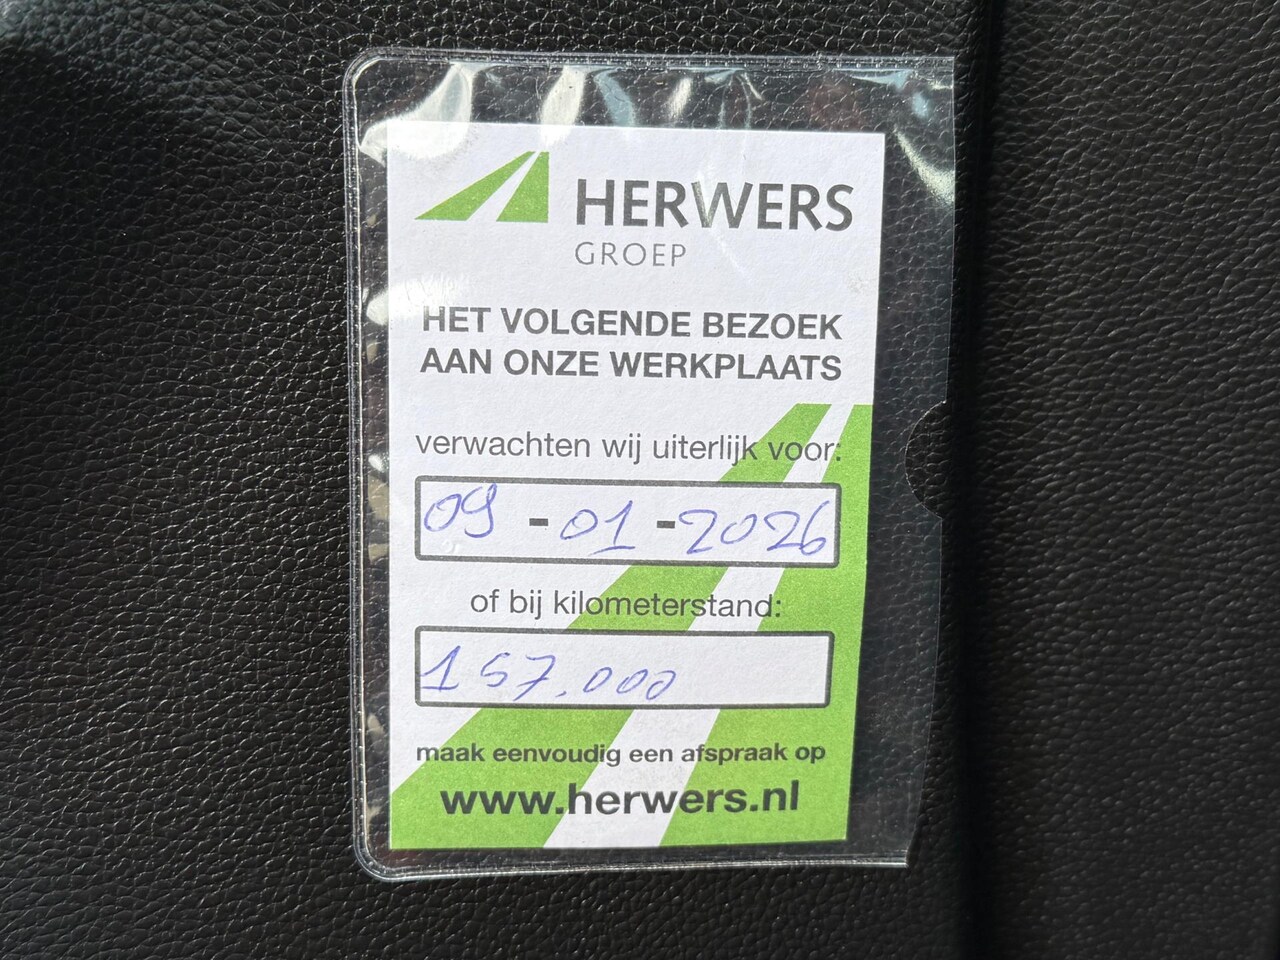 HERWERS
GROEP
HET VOLGENDE BEZOEK
AAN ONZE WERKPLAATS
verwachten wij uiterlijk voor:
09 - 01 - 2026
of bij kilometerstand:
157.000
maak eenvoudig een afspraak op
www.herwers.nl